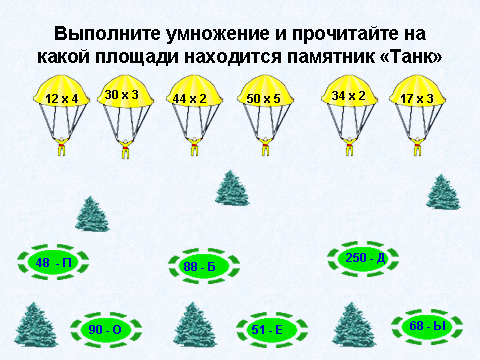 Выполните умножение и прочитайте на
какой площади находится памятник «Танк»
12 х 4 30 х 3 44 х 2 50 х 5 34 х 2 17 х 3
48 - П 88 - Б 250 - Д
90 - О 51 - Е 68 - Ы